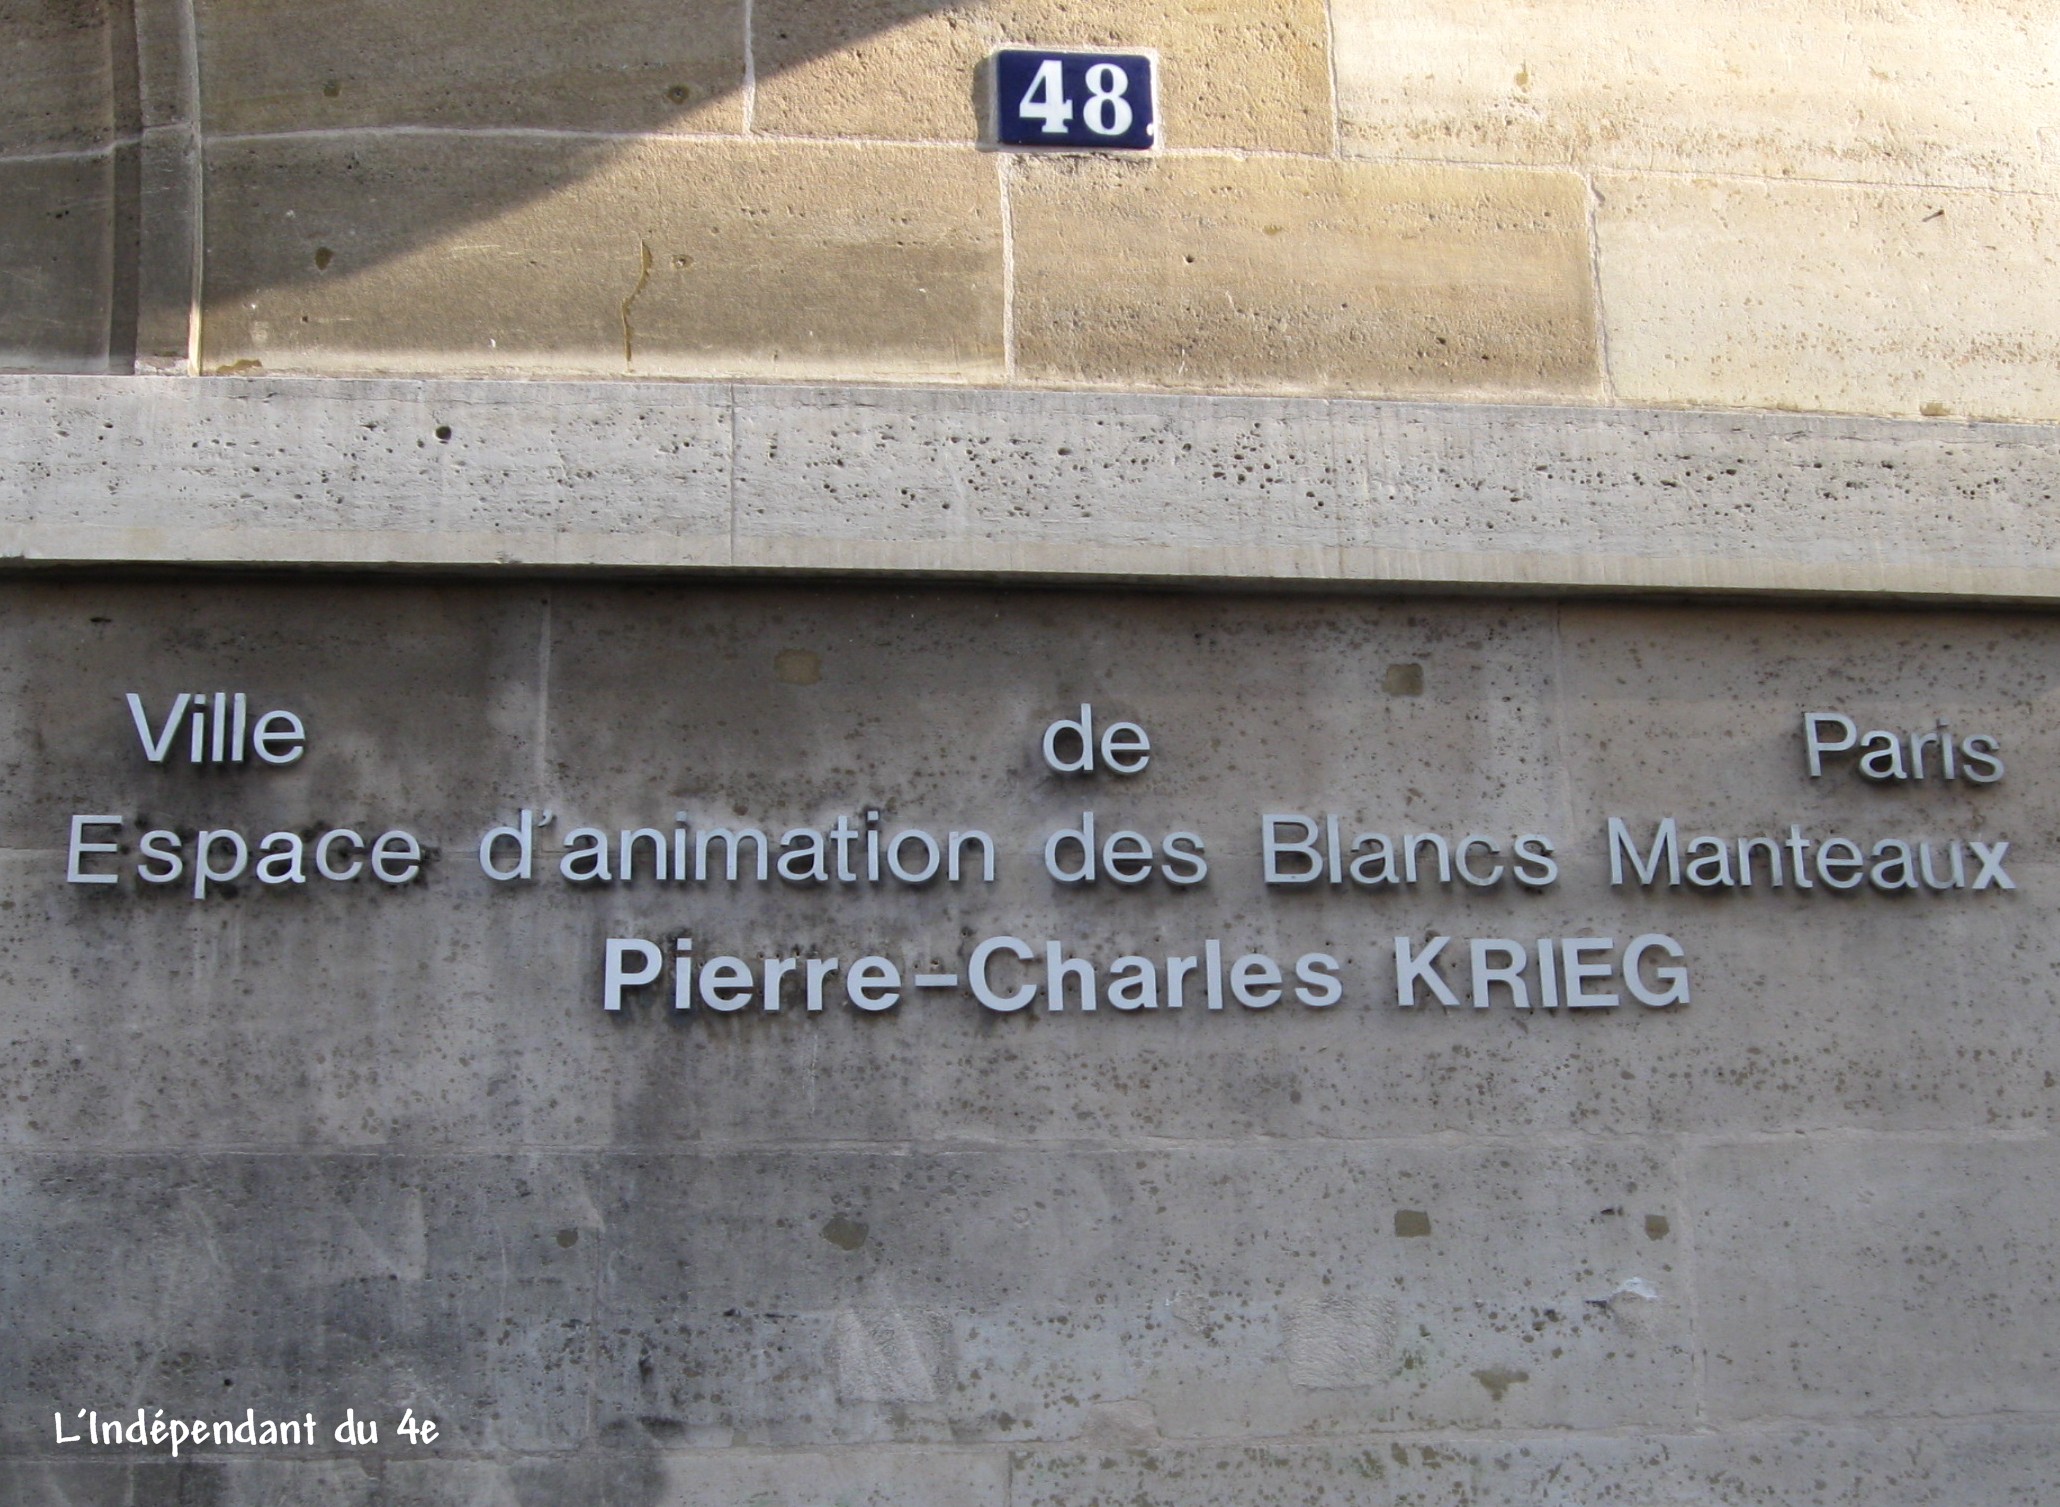 48
Ville de Paris
Espace d'animation des Blancs Manteaux
Pierre-Charles KRIEG
L'Indépendant du 4e